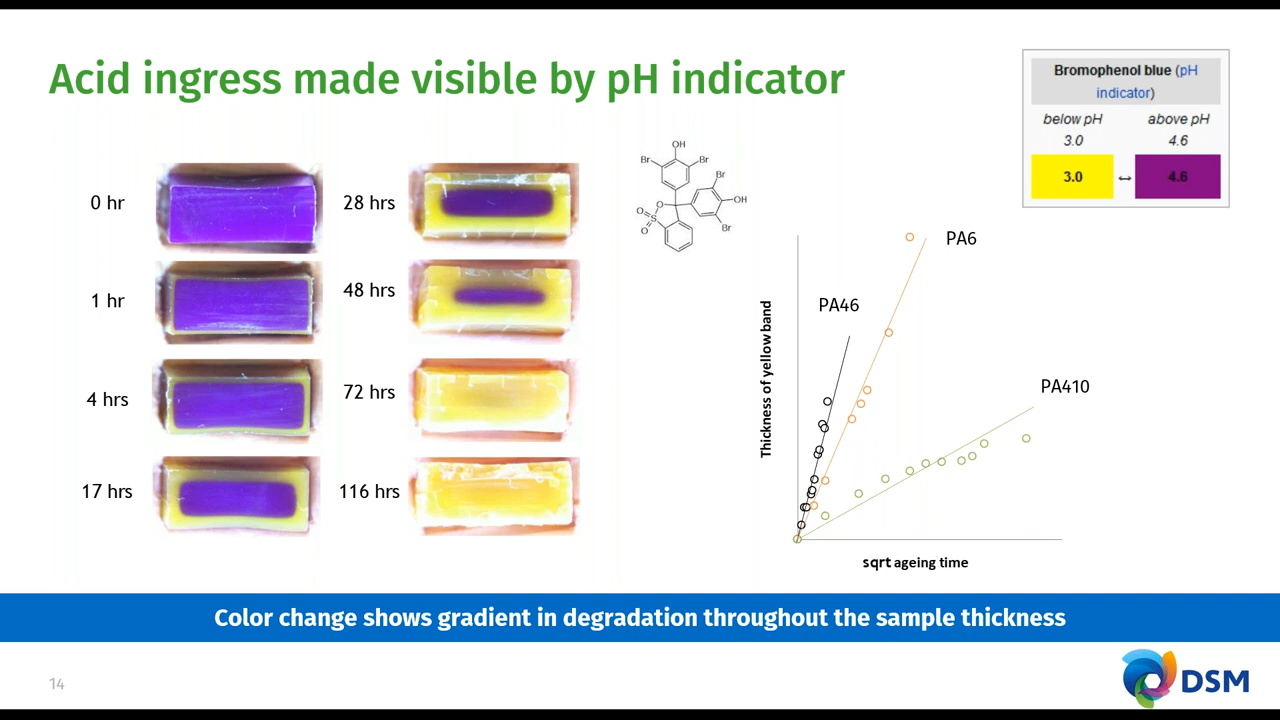 Acid ingress made visible by pH indicator
Bromophenol blue (pH
indicator)
below pH
above pH
3.0
4.6
3.0
↔
4.6
0 hr
28 hrs
1 hr
48 hrs
4 hrs
72 hrs
17 hrs
116 hrs
OH
Br
Br
Br
OH
O
O
S
O
Br
PA6
PA46
PA410
Thickness of yellow band
sqrt ageing time
Color change shows gradient in degradation throughout the sample thickness
14
DSM